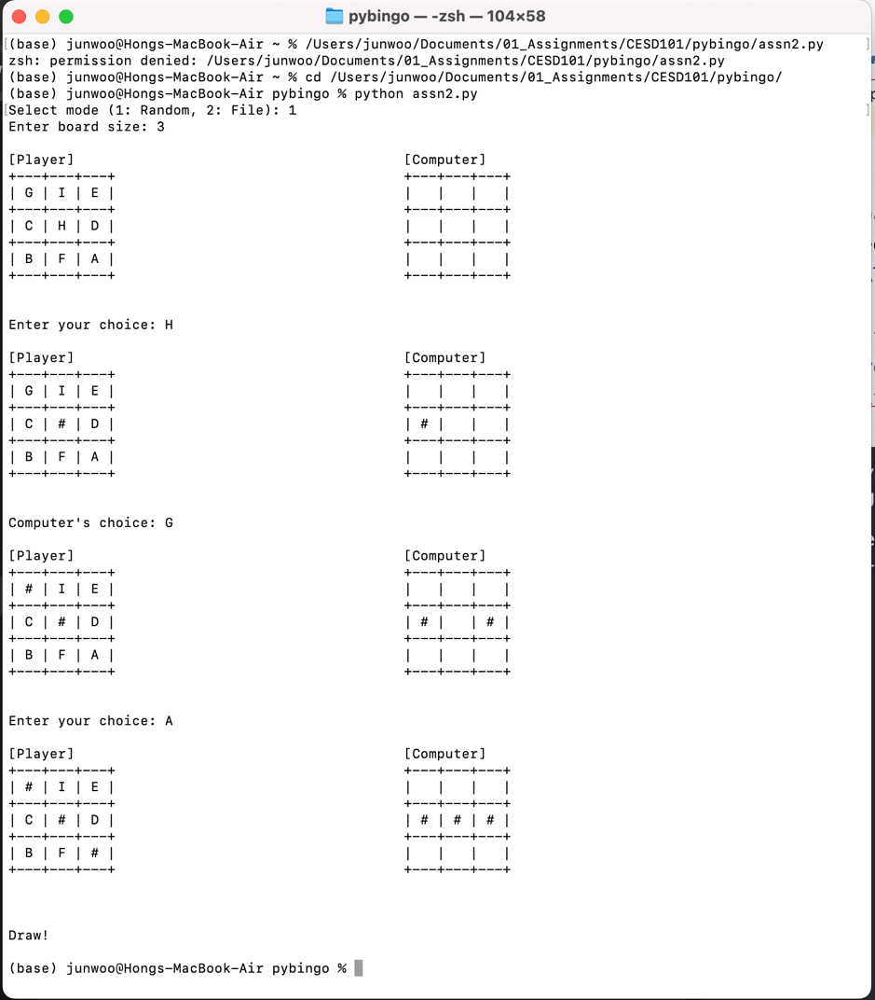 pybingo — -zsh — 104×58
(base) junwoo@Hongs-MacBook-Air ~ % /Users/junwoo/Documents/01_Assignments/CESD101/pybingo/assn2.py
zsh: permission denied: /Users/junwoo/Documents/01_Assignments/CESD101/pybingo/assn2.py
(base) junwoo@Hongs-MacBook-Air ~ % cd /Users/junwoo/Documents/01_Assignments/CESD101/pybingo/
(base) junwoo@Hongs-MacBook-Air pybingo % python assn2.py
Select mode (1: Random, 2: File): 1
Enter board size: 3
[Player]                                        [Computer]
+---+---+---+                                   +---+---+---+
| G | I | E |                                   |   |   |   |
+---+---+---+                                   +---+---+---+
| C | H | D |                                   |   |   |   |
+---+---+---+                                   +---+---+---+
| B | F | A |                                   |   |   |   |
+---+---+---+                                   +---+---+---+
Enter your choice: H
[Player]                                        [Computer]
+---+---+---+                                   +---+---+---+
| G | I | E |                                   |   |   |   |
+---+---+---+                                   +---+---+---+
| C | # | D |                                   | # |   |   |
+---+---+---+                                   +---+---+---+
| B | F | A |                                   |   |   |   |
+---+---+---+                                   +---+---+---+
Computer's choice: G
[Player]                                        [Computer]
+---+---+---+                                   +---+---+---+
| # | I | E |                                   |   |   |   |
+---+---+---+                                   +---+---+---+
| C | # | D |                                   | # |   | # |
+---+---+---+                                   +---+---+---+
| B | F | A |                                   |   |   |   |
+---+---+---+                                   +---+---+---+
Enter your choice: A
[Player]                                        [Computer]
+---+---+---+                                   +---+---+---+
| # | I | E |                                   |   |   |   |
+---+---+---+                                   +---+---+---+
| C | # | D |                                   | # | # | # |
+---+---+---+                                   +---+---+---+
| B | F | # |                                   |   |   |   |
+---+---+---+                                   +---+---+---+
Draw!
(base) junwoo@Hongs-MacBook-Air pybingo %